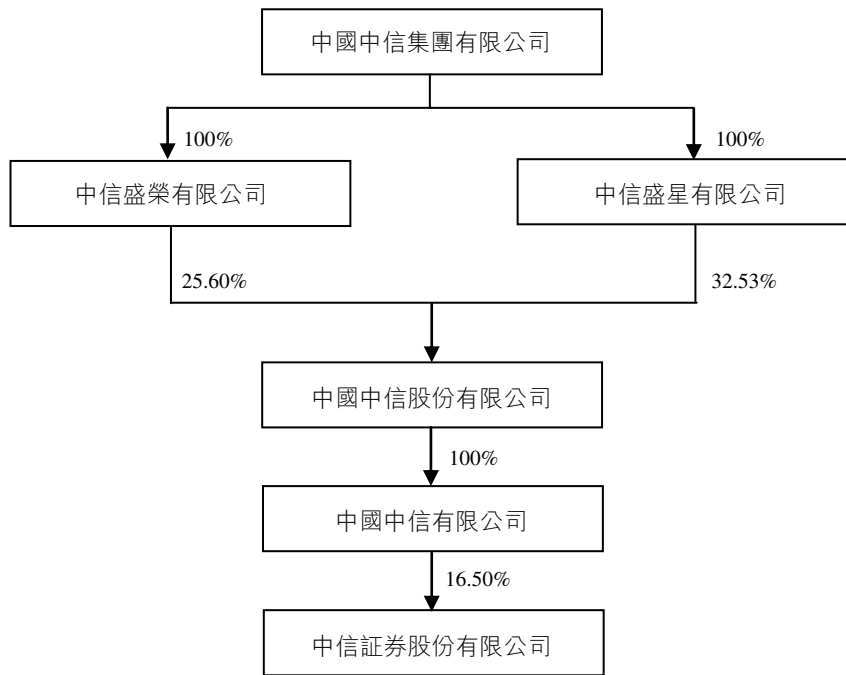 中國中信集團有限公司
100%
100%
中信盛榮有限公司
中信盛星有限公司
25.60%
32.53%
中國中信股份有限公司
100%
中國中信有限公司
16.50%
中信証券股份有限公司